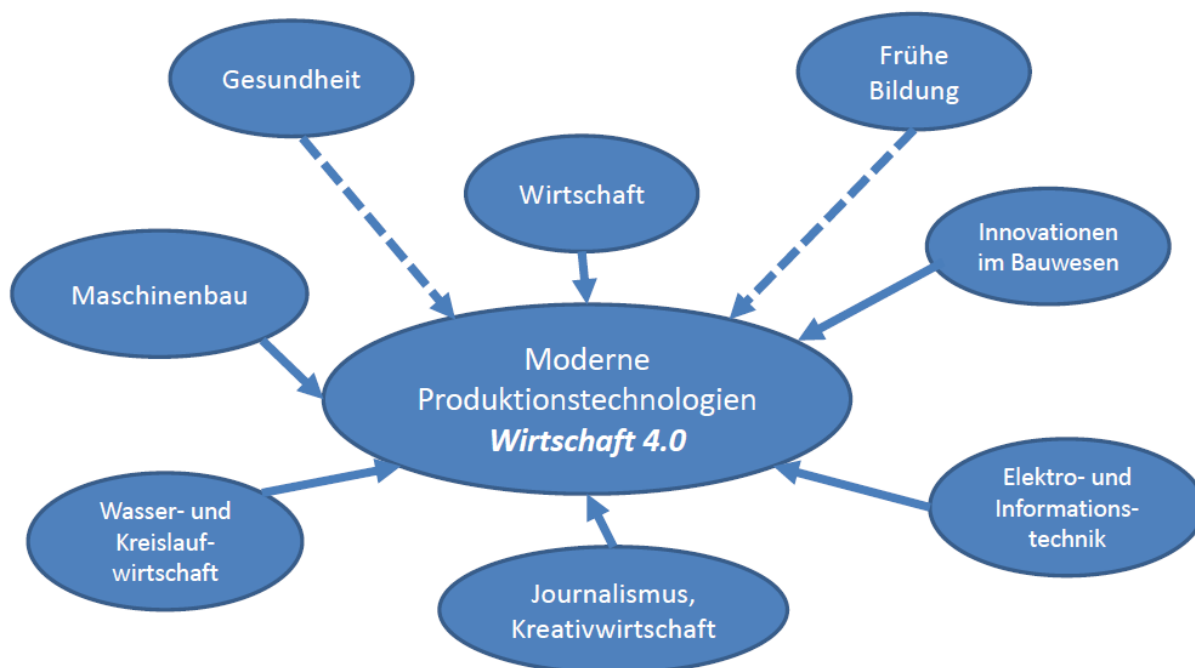 Gesundheit
Frühe
Bildung
Wirtschaft
Innovationen
im Bauwesen
Maschinenbau
Moderne
Produktionstechnologien
Wirtschaft 4.0
Wasser- und
Kreislauf-
wirtschaft
Elektro- und
Informations-
technik
Journalismus,
Kreativwirtschaft